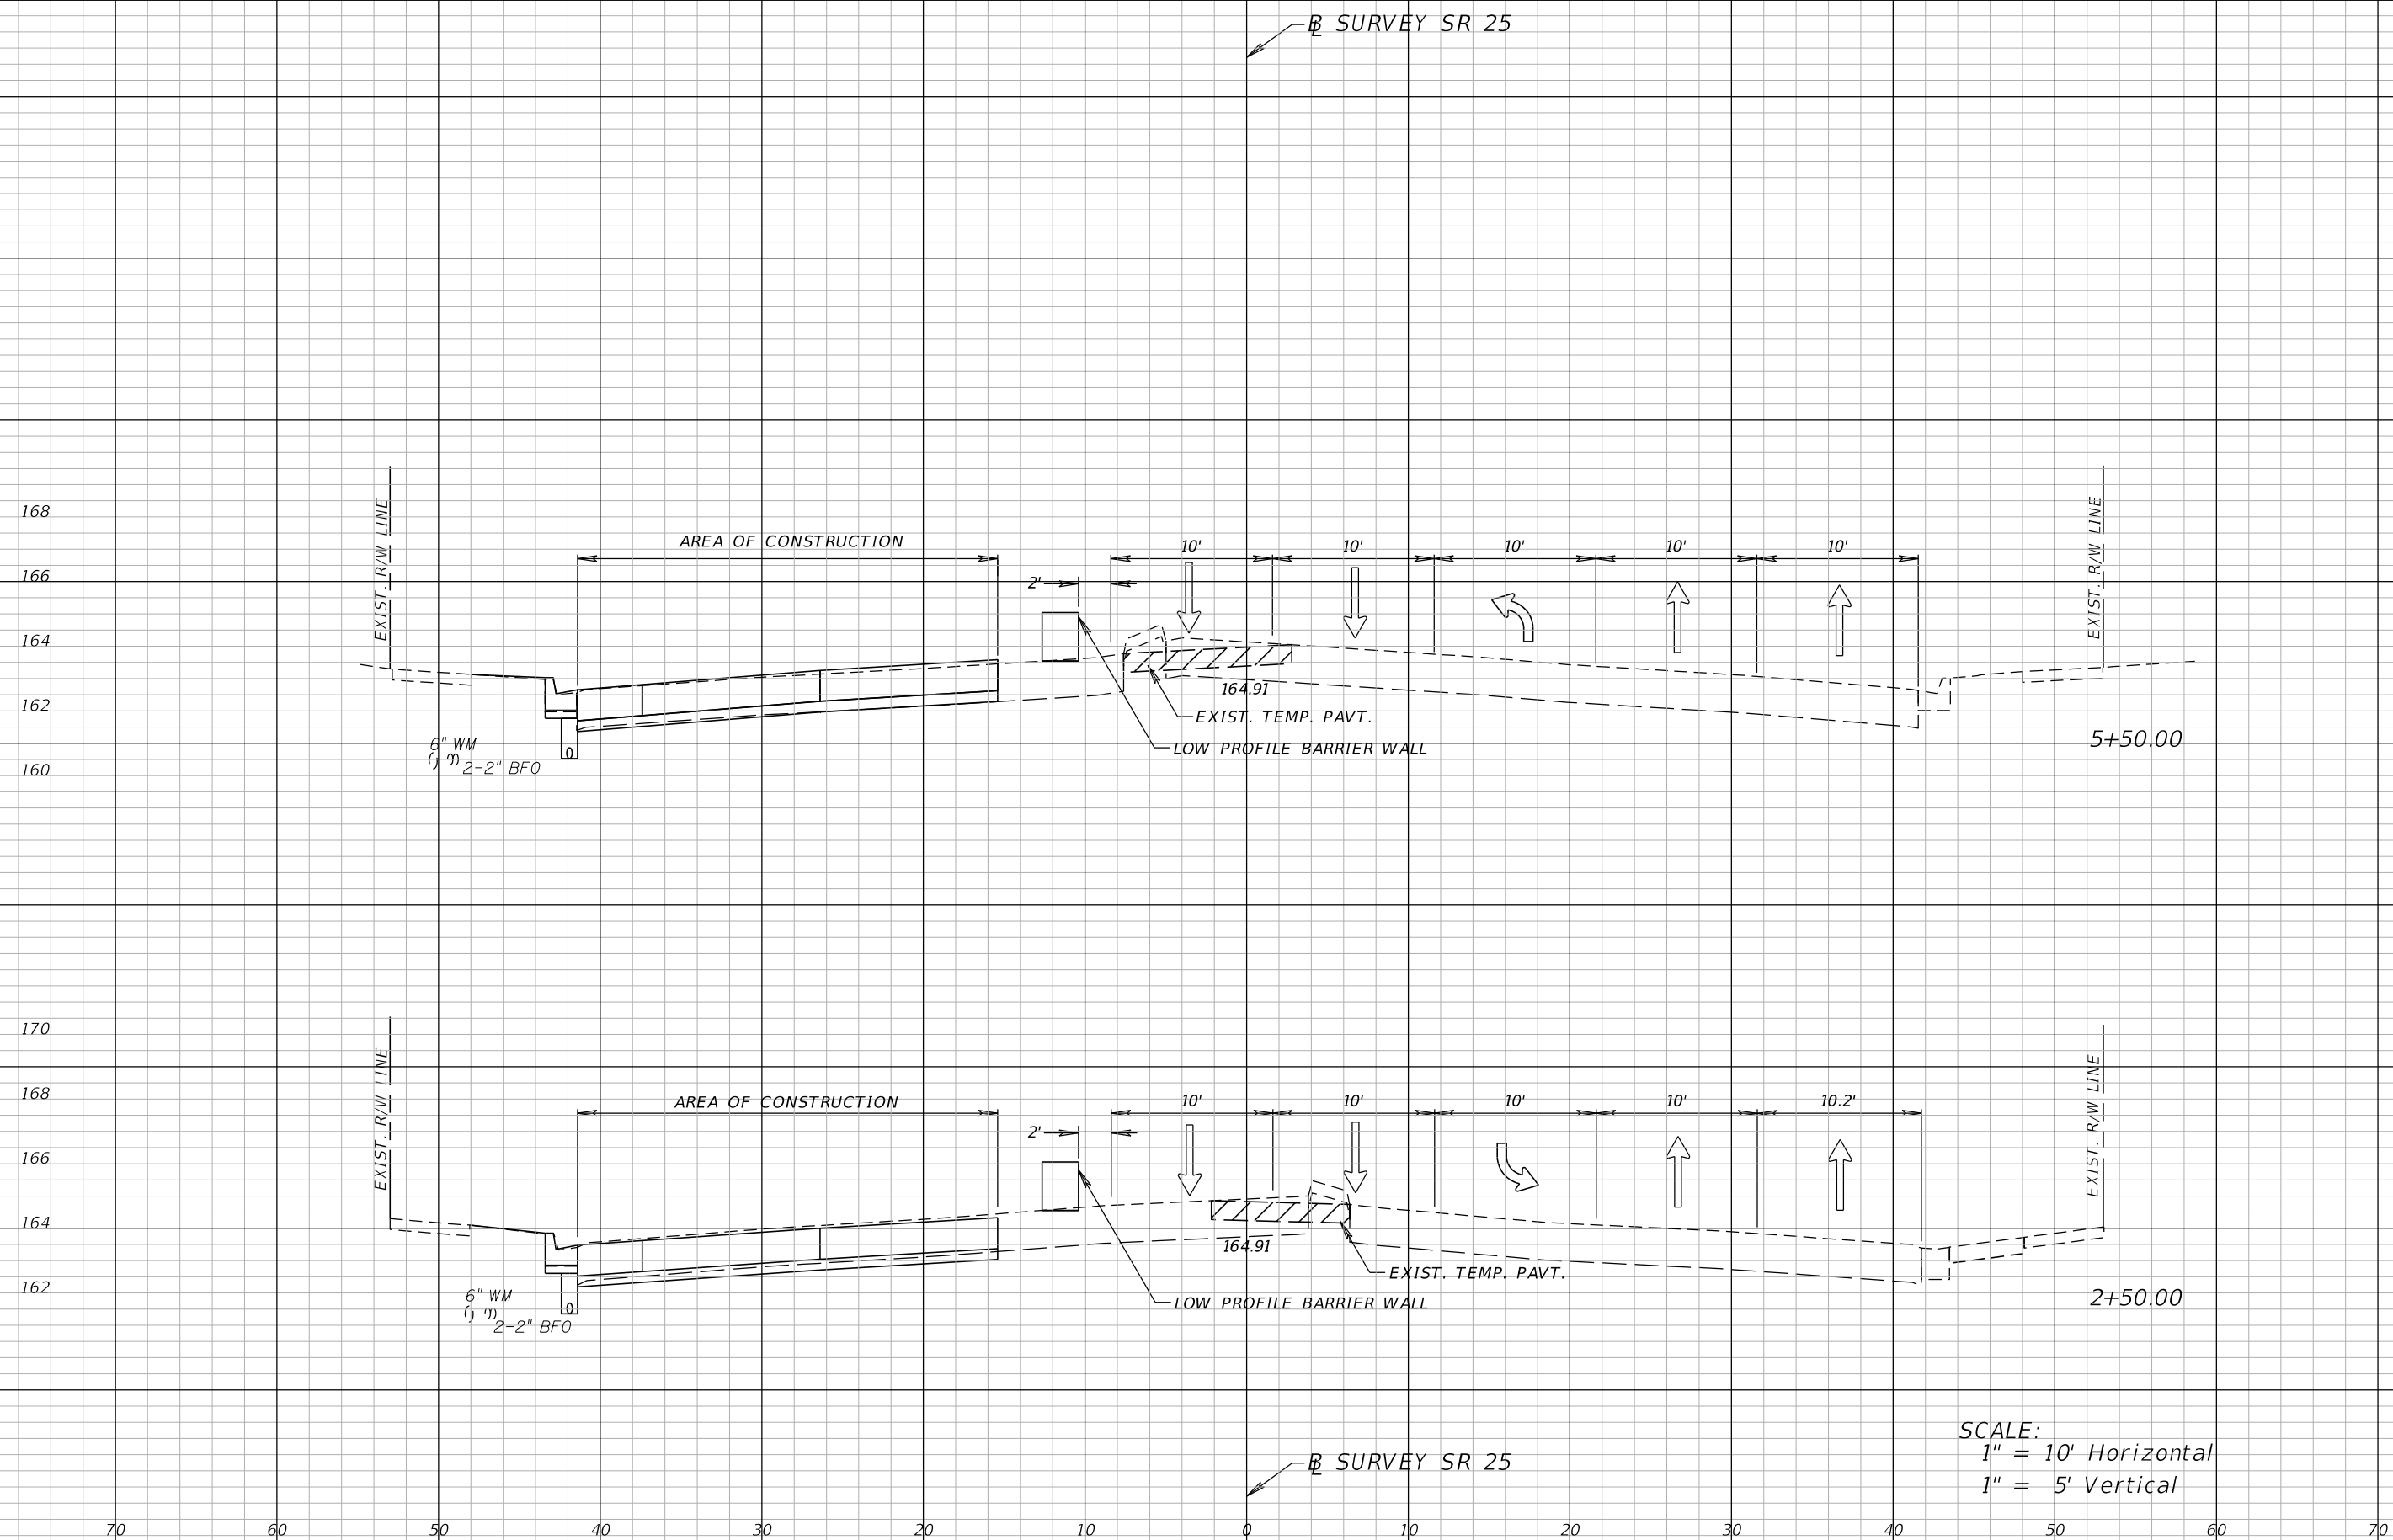 BL SURVEY SR 25
168
166
164
162
160
EXIST. R/W LINE
AREA OF CONSTRUCTION
2'
10'
10'
10'
10'
10'
EXIST. R/W LINE
164.91
EXIST. TEMP. PAVT.
LOW PROFILE BARRIER WALL
6" WM
2-2" BFO
5+50.00
170
168
166
164
162
EXIST. R/W LINE
AREA OF CONSTRUCTION
2'
10'
10'
10'
10'
10.2'
EXIST. R/W LINE
164.91
EXIST. TEMP. PAVT.
LOW PROFILE BARRIER WALL
6" WM
2-2" BFO
2+50.00
BL SURVEY SR 25
SCALE:
1" = 10' Horizontal
1" = 5' Vertical
70 60 50 40 30 20 10 0 10 20 30 40 50 60 70